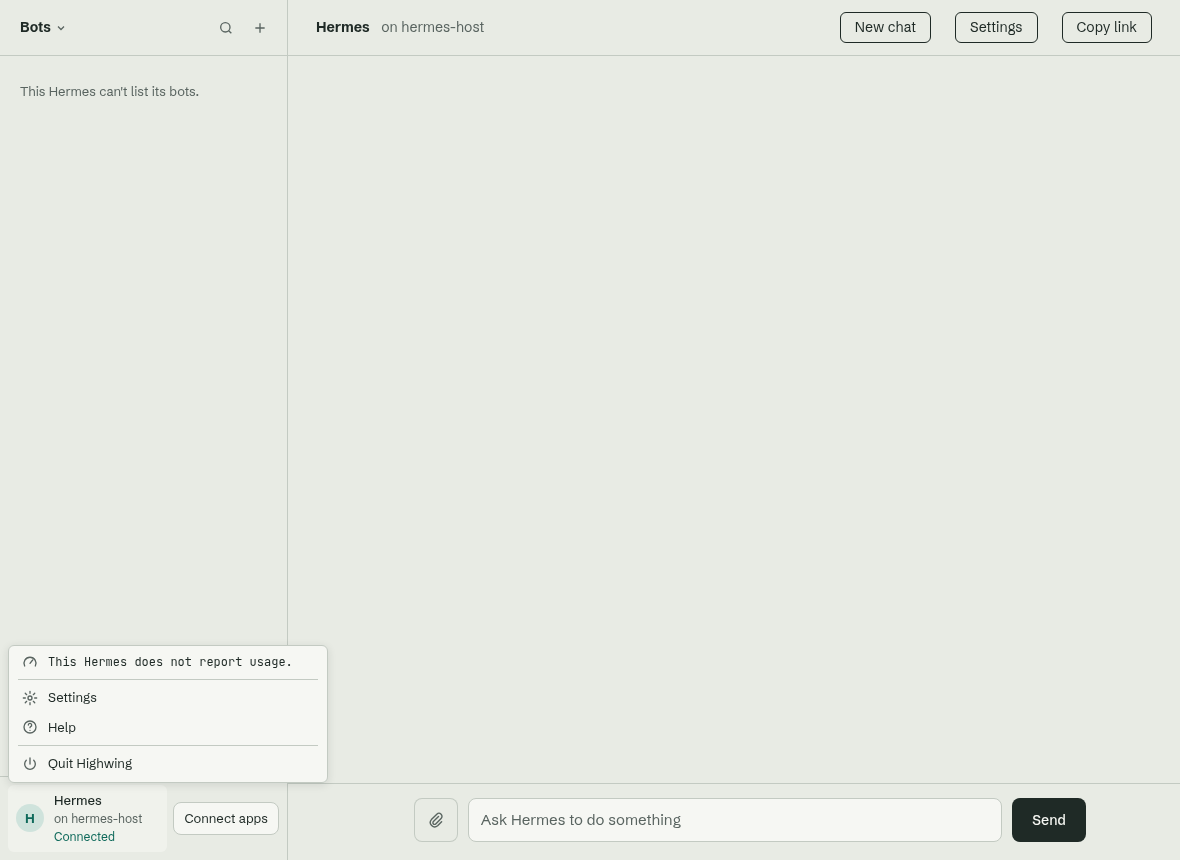 Bots
Hermes on hermes-host
New chat
Settings
Copy link
This Hermes can't list its bots.
This Hermes does not report usage.
Settings
Help
Quit Highwing
H
Hermes
on hermes-host
Connected
Connect apps
Ask Hermes to do something
Send